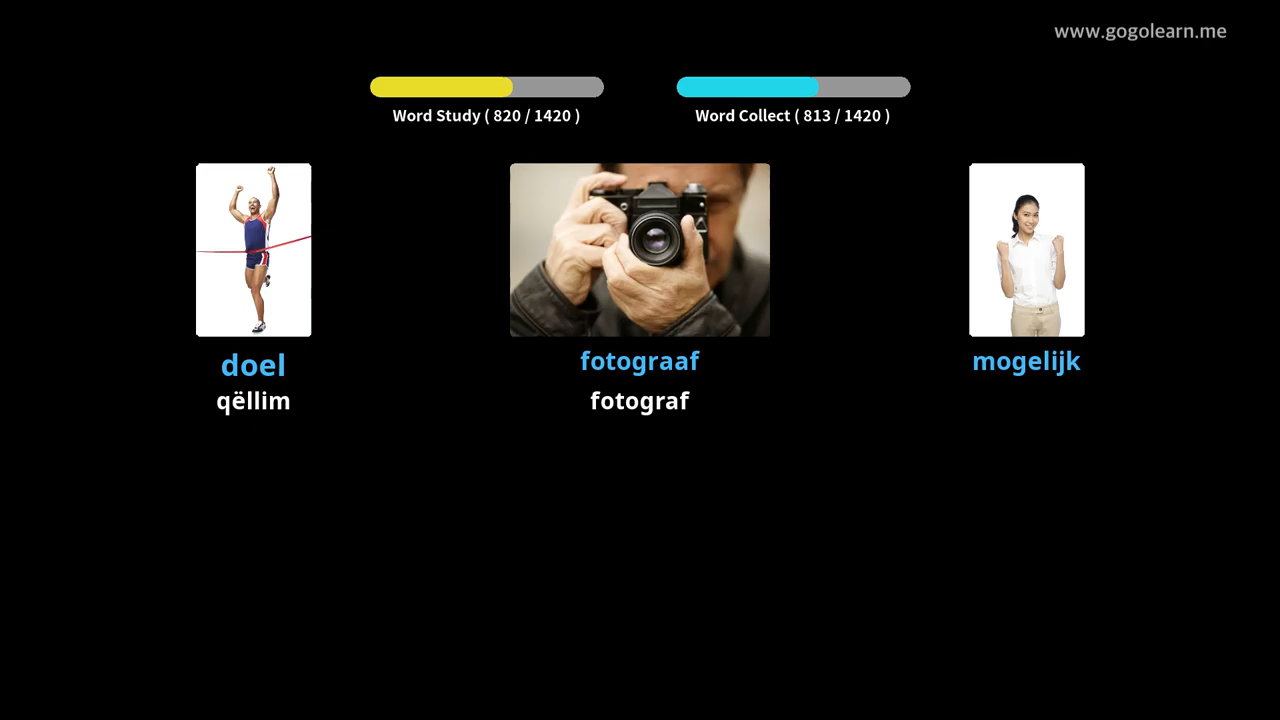 www.gogolearn.me
Word Study ( 820 / 1420 )
Word Collect ( 813 / 1420 )
doel
fotograaf
mogelijk
qëllim
fotograf